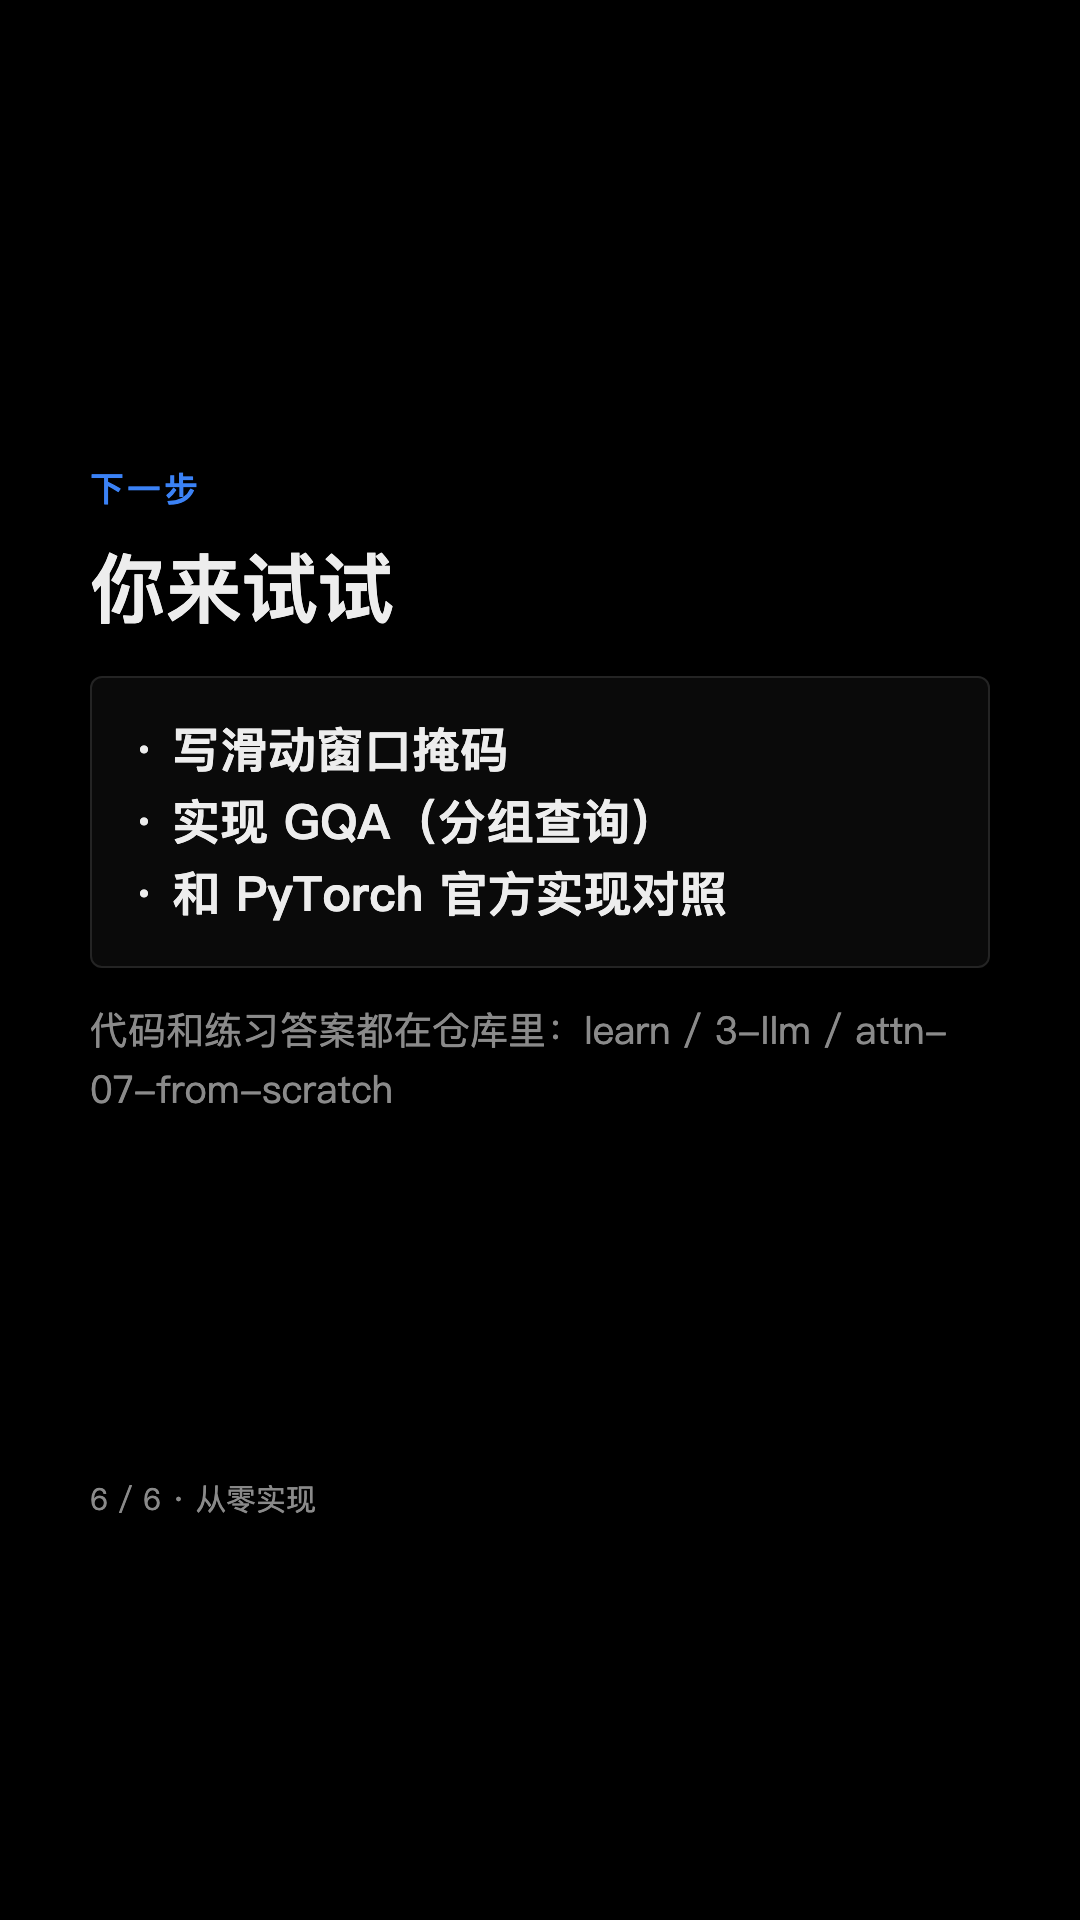 下一步
你来试试
· 写滑动窗口掩码
· 实现 GQA（分组查询）
· 和 PyTorch 官方实现对照
代码和练习答案都在仓库里：learn / 3-llm / attn-
07-from-scratch
6 / 6 · 从零实现